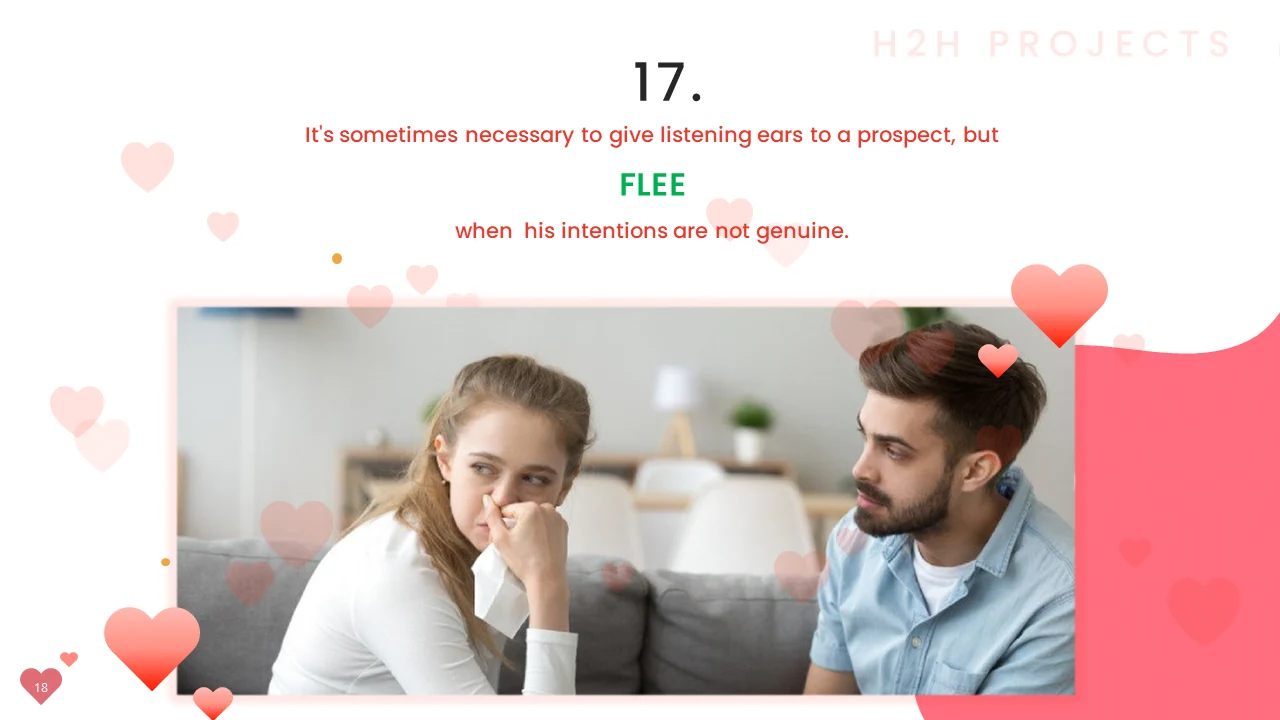 H2H PROJECTS
17.
It's sometimes necessary to give listening ears to a prospect, but
FLEE
when his intentions are not genuine.
18